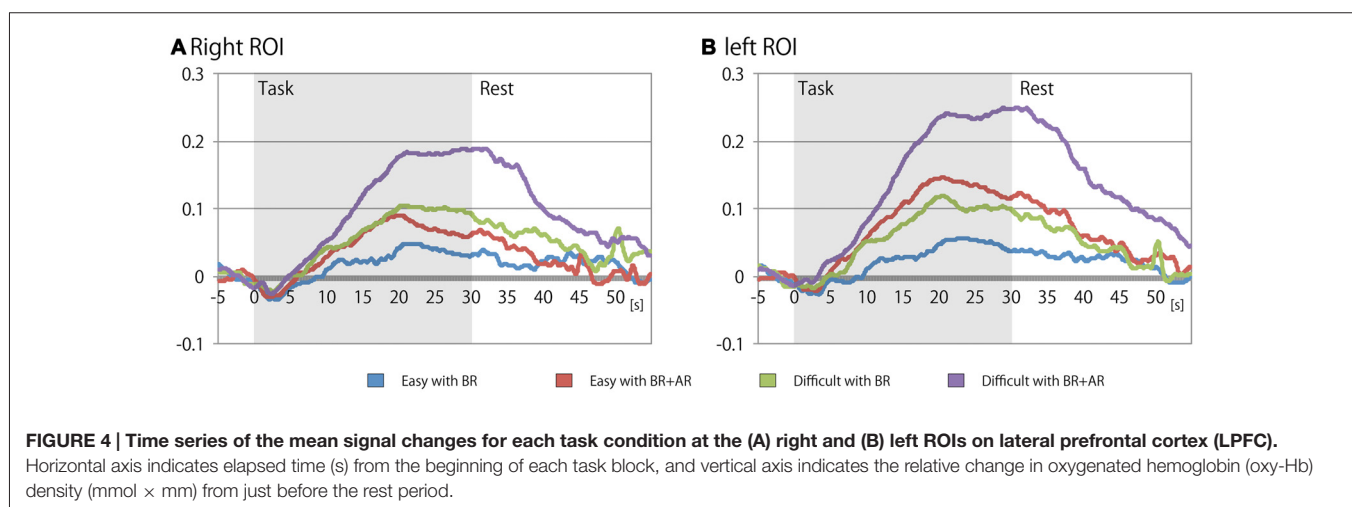 A Right ROI
0.3
Task
Rest
0.2
0.1
0
-5 0 5 10 15 20 25 30 35 40 45 50 [s]
-0.1
B left ROI
0.3
Task
Rest
0.2
0.1
0
-5 0 5 10 15 20 25 30 35 40 45 50 [s]
-0.1
Easy with BR Easy with BR+AR Difficult with BR Difficult with BR+AR
FIGURE 4 | Time series of the mean signal changes for each task condition at the (A) right and (B) left ROIs on lateral prefrontal cortex (LPFC).
Horizontal axis indicates elapsed time (s) from the beginning of each task block, and vertical axis indicates the relative change in oxygenated hemoglobin (oxy-Hb)
density (mmol × mm) from just before the rest period.